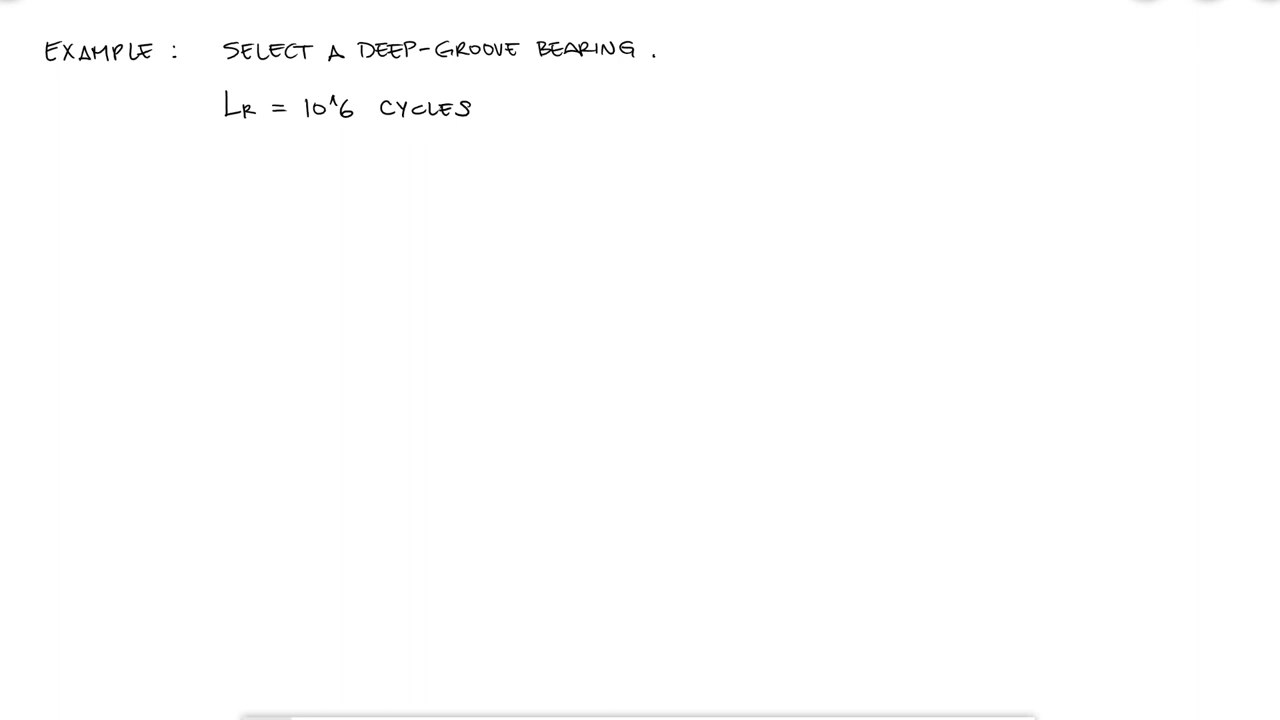 EXAMPLE : SELECT A DEEP-GROOVE BEARING .
LR = 10^6 CYCLES